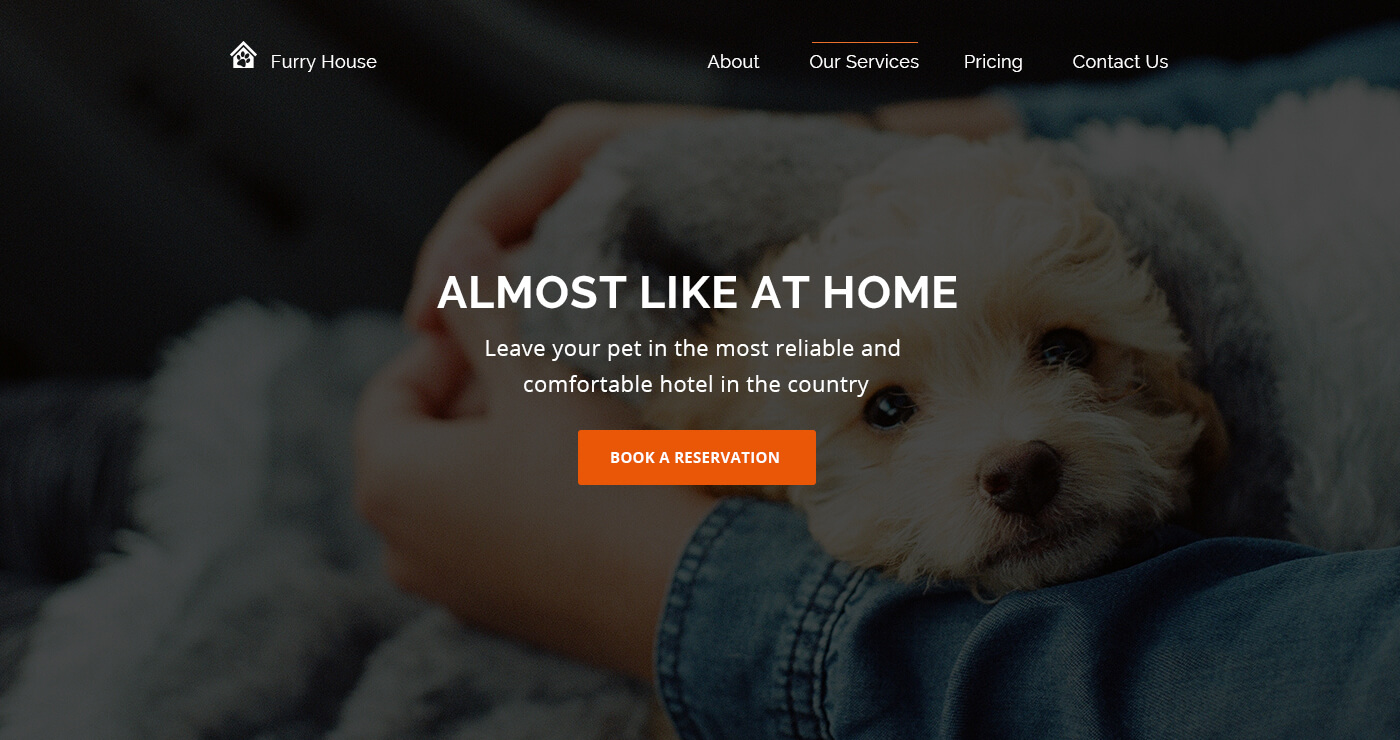 Furry House
About
Our Services
Pricing
Contact Us
ALMOST LIKE AT HOME
Leave your pet in the most reliable and
comfortable hotel in the country
BOOK A RESERVATION